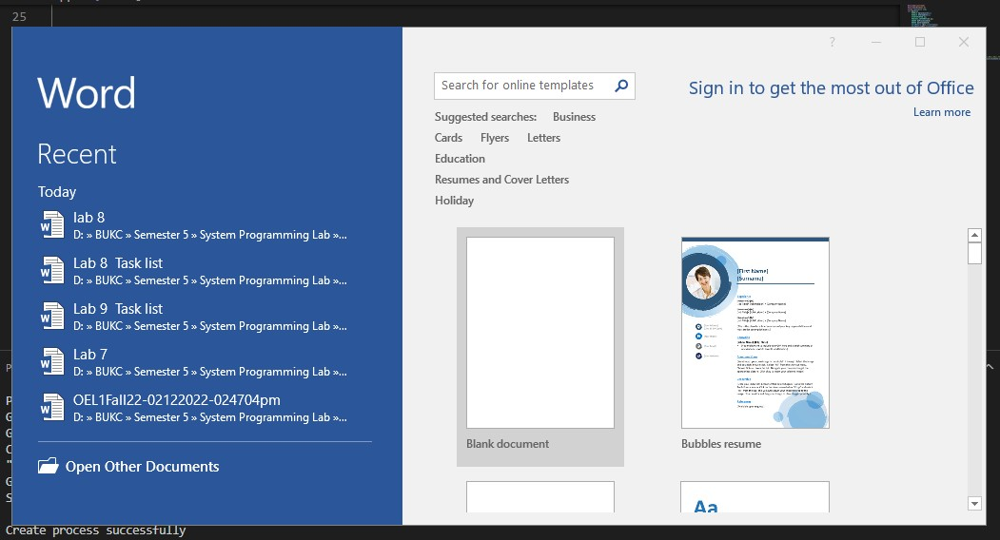 25
Word
Recent
Today
lab 8
D: » BUKC » Semester 5 » System Programming Lab »...
Lab 8  Task list
D: » BUKC » Semester 5 » System Programming Lab »...
Lab 9  Task list
D: » BUKC » Semester 5 » System Programming Lab »...
Lab 7
D: » BUKC » Semester 5 » System Programming Lab »...
OEL1Fall22-02122022-024704pm
D: » BUKC » Semester 5 » System Programming Lab »...
Open Other Documents
?
Search for online templates
Sign in to get the most out of Office
Learn more
Suggested searches: Business
Cards Flyers Letters
Education
Resumes and Cover Letters
Holiday
[First Name]
[Surname]
Blank document
Bubbles resume
Aa
Create process successfully